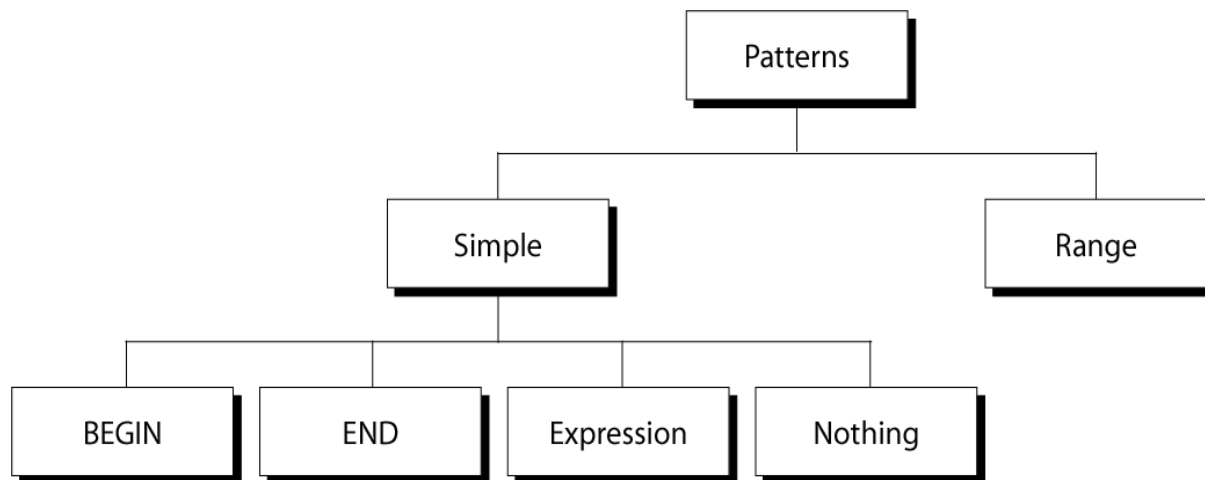 Patterns
Simple
Range
BEGIN
END
Expression
Nothing